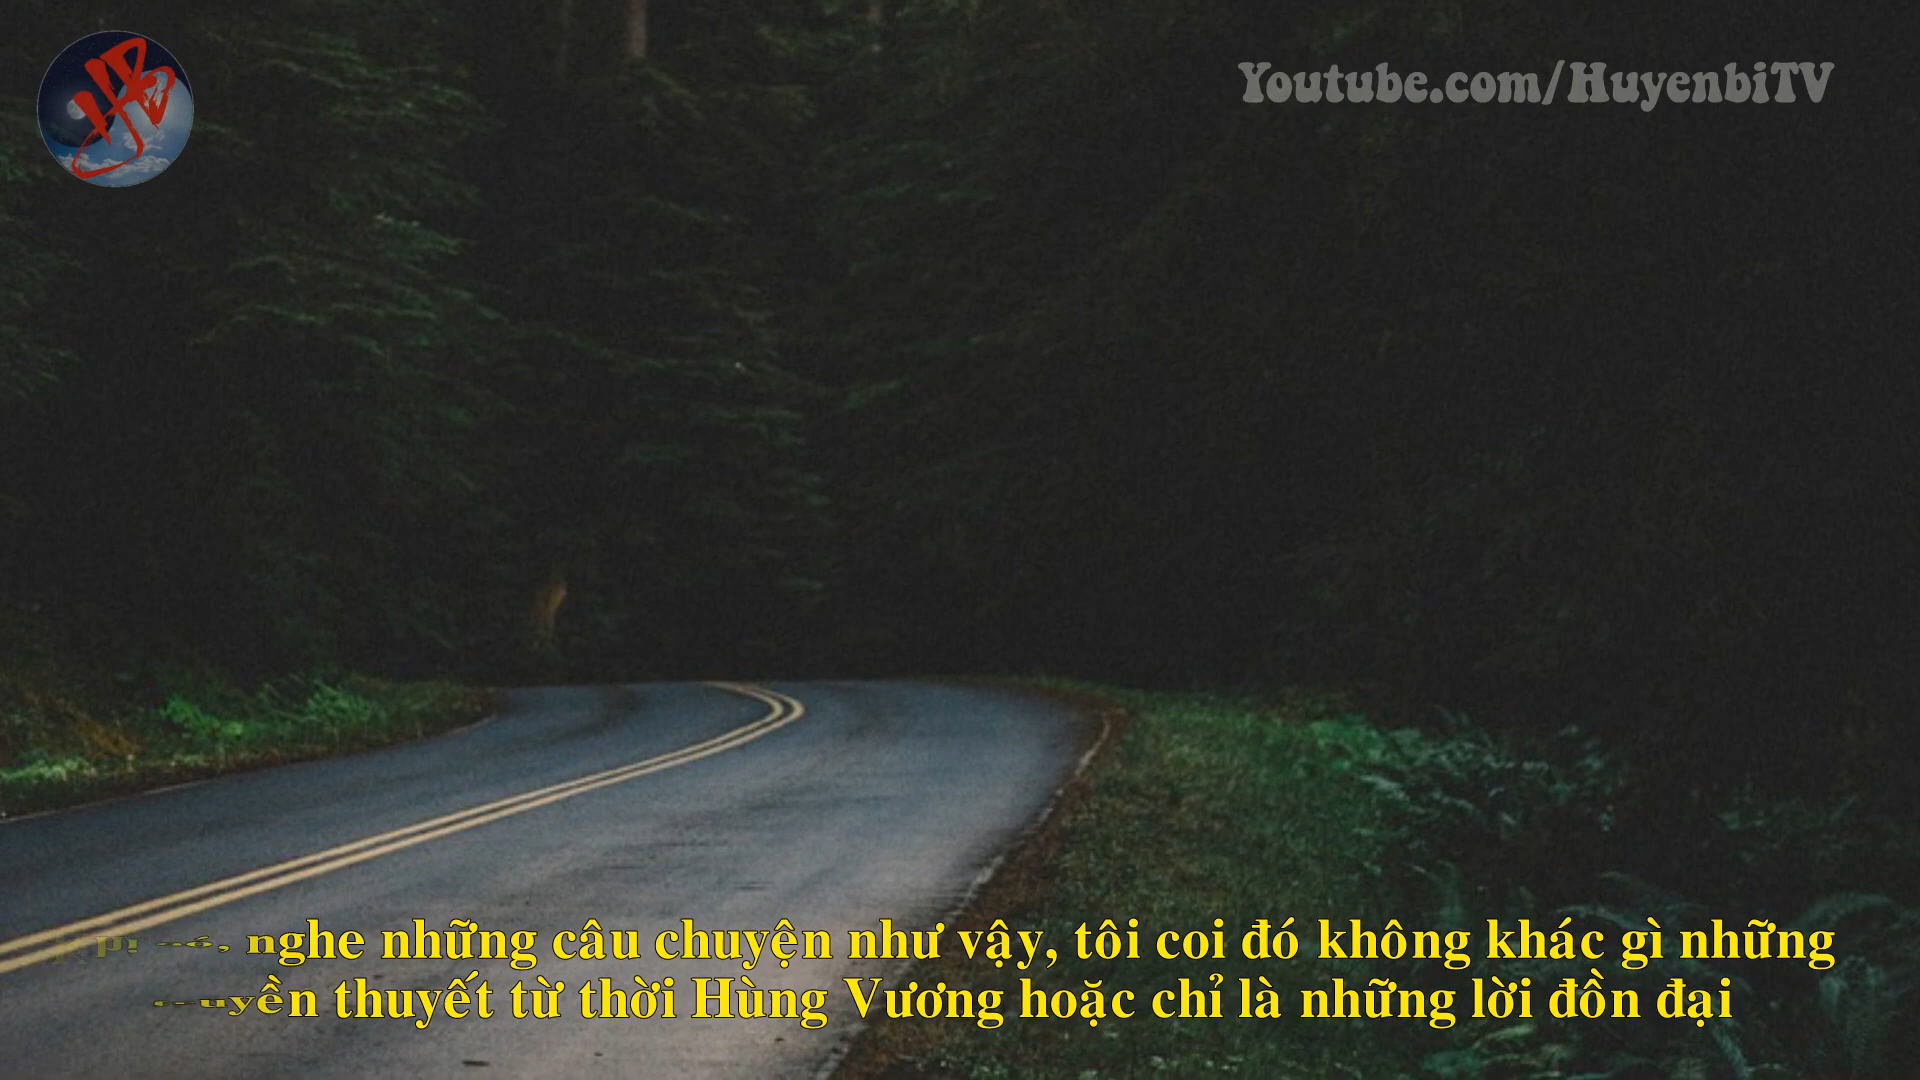 Youtube.com/HuyenbiTV
nghe những câu chuyện như vậy, tôi coi đó không khác gì những
thuyết từ thời Hùng Vương hoặc chỉ là những lời đồn đại